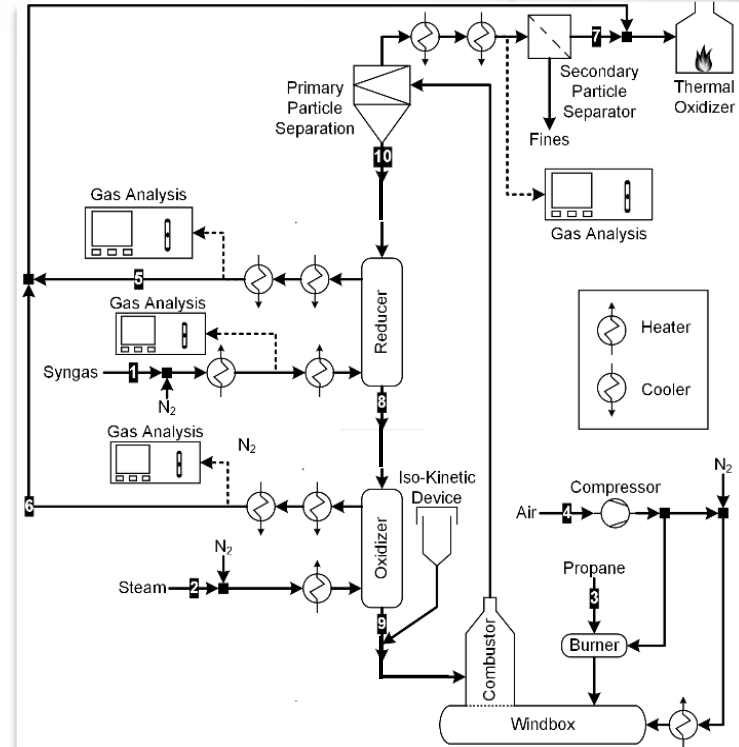 7
Primary
Particle
Separation
Secondary
Particle
Separator
Thermal
Oxidizer
10
Fines
Gas Analysis
Gas Analysis
5
Gas Analysis
Reducer
Heater
Syngas
1
N2
8
Cooler
Gas Analysis
N2
Iso-Kinetic
Device
N2
6
Compressor
Air
4
N2
Oxidizer
Propane
Steam
2
3
9
Burner
Combustor
Windbox